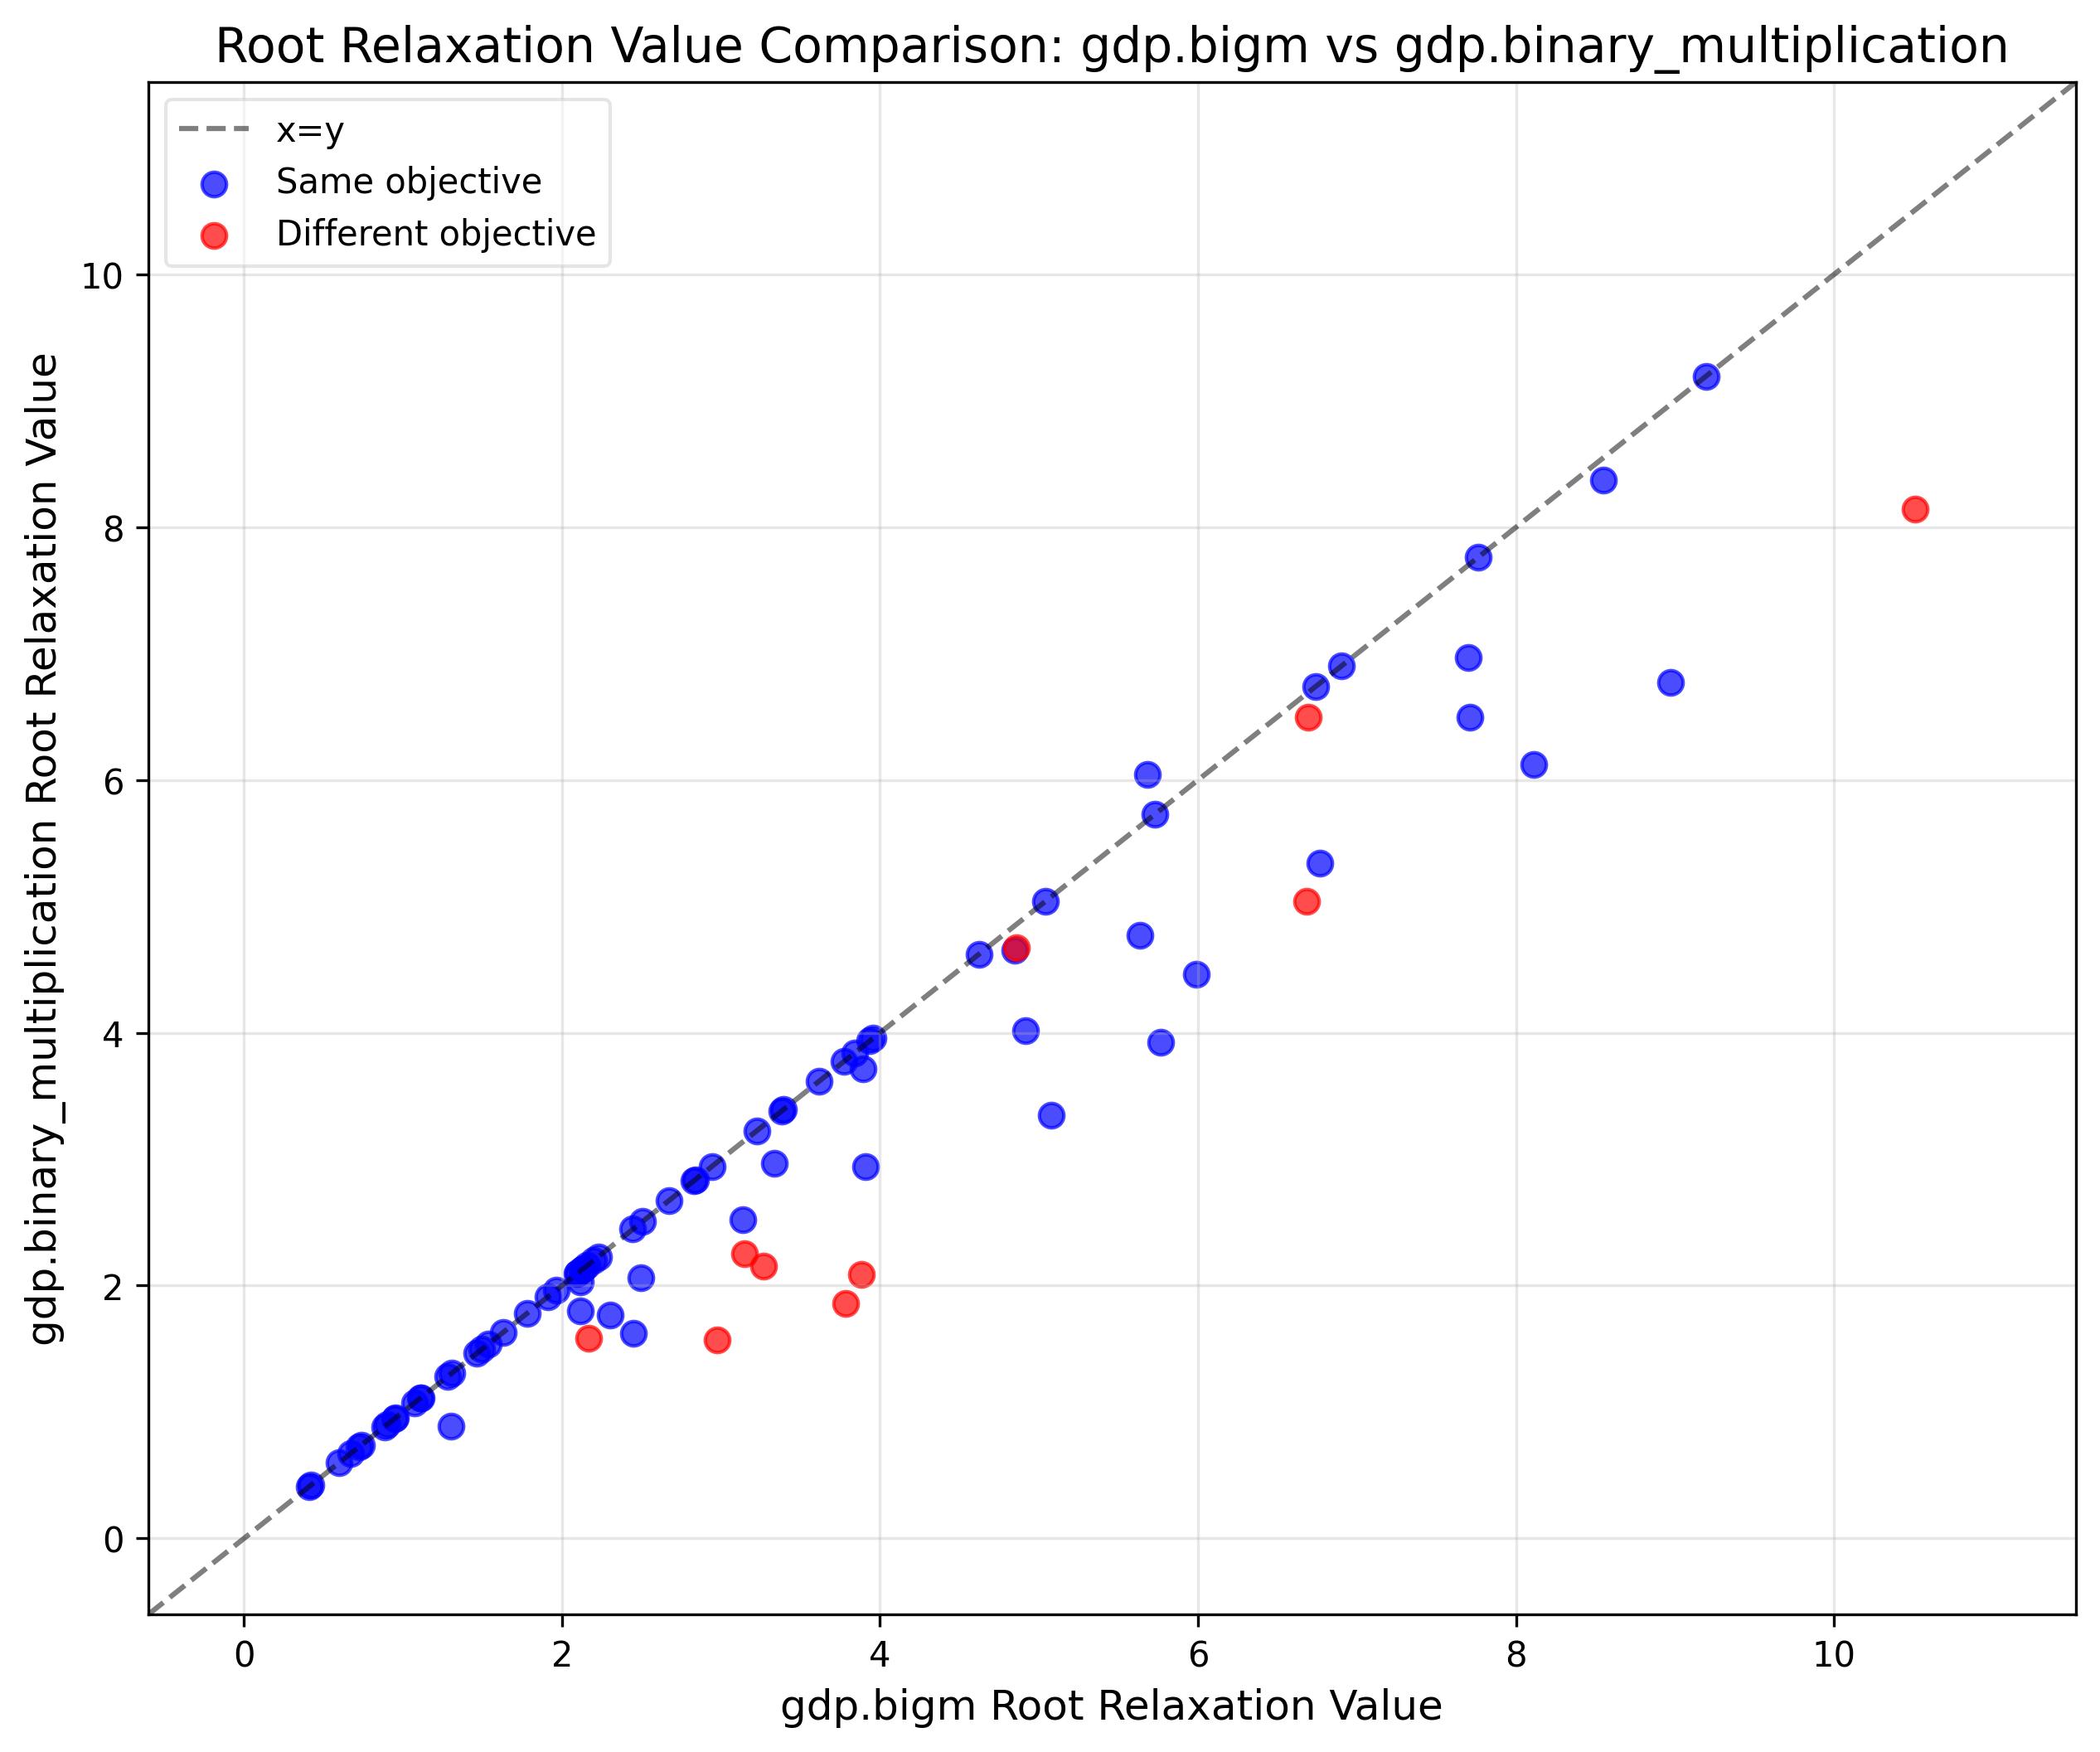 Root Relaxation Value Comparison: gdp.bigm vs gdp.binary_multiplication
x=y
Same objective
Different objective
gdp.binary_multiplication Root Relaxation Value
10
8
6
4
2
0
0 2 4 6 8 10
gdp.bigm Root Relaxation Value